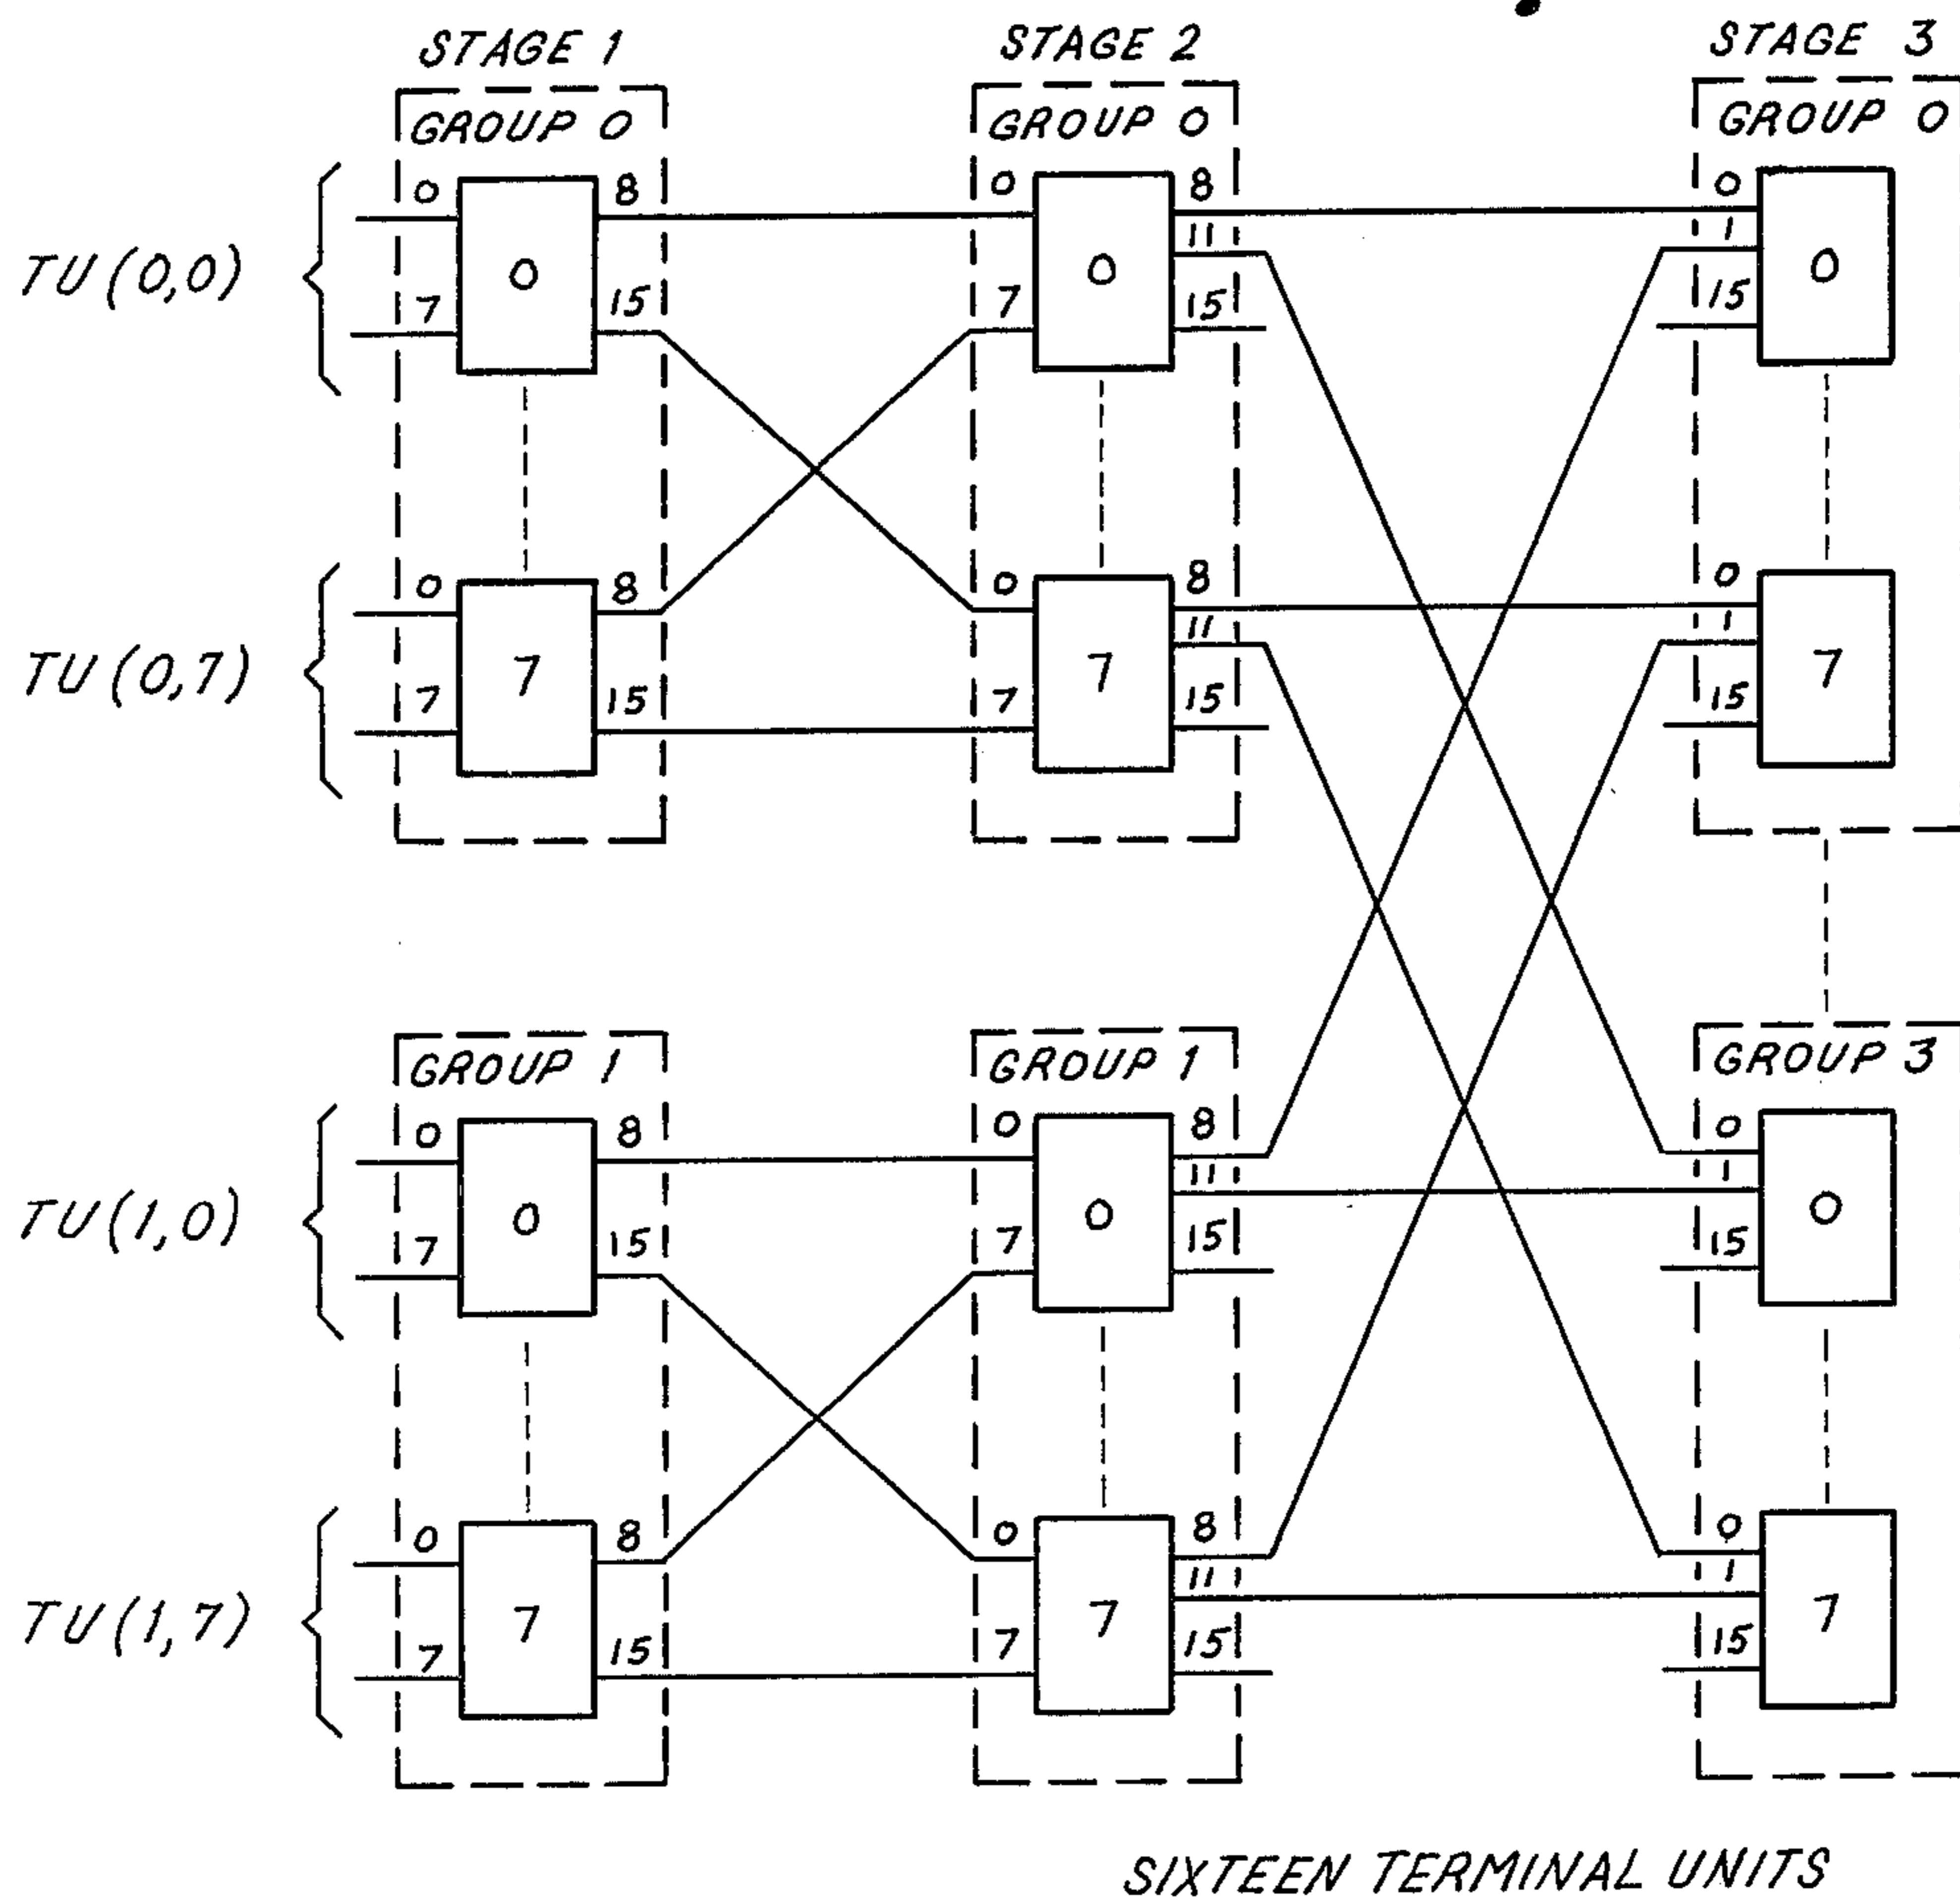 STAGE 1 STAGE 2 STAGE 3
GROUP 0 GROUP 0 GROUP 0
0 8 0 8 0
11 1
TU(0,0) 0 0 0
7 15 7 15 15
0 8 0 8 0
11 1
TU(0,7) 7 7 7
7 15 7 15 15
GROUP 1 GROUP 1 GROUP 3
0 8 0 8 0
11 1
TU(1,0) 0 0 0
7 15 7 15 15
0 8 0 8 0
11 1
TU(1,7) 7 7 7
7 15 7 15 15
SIXTEEN TERMINAL UNITS